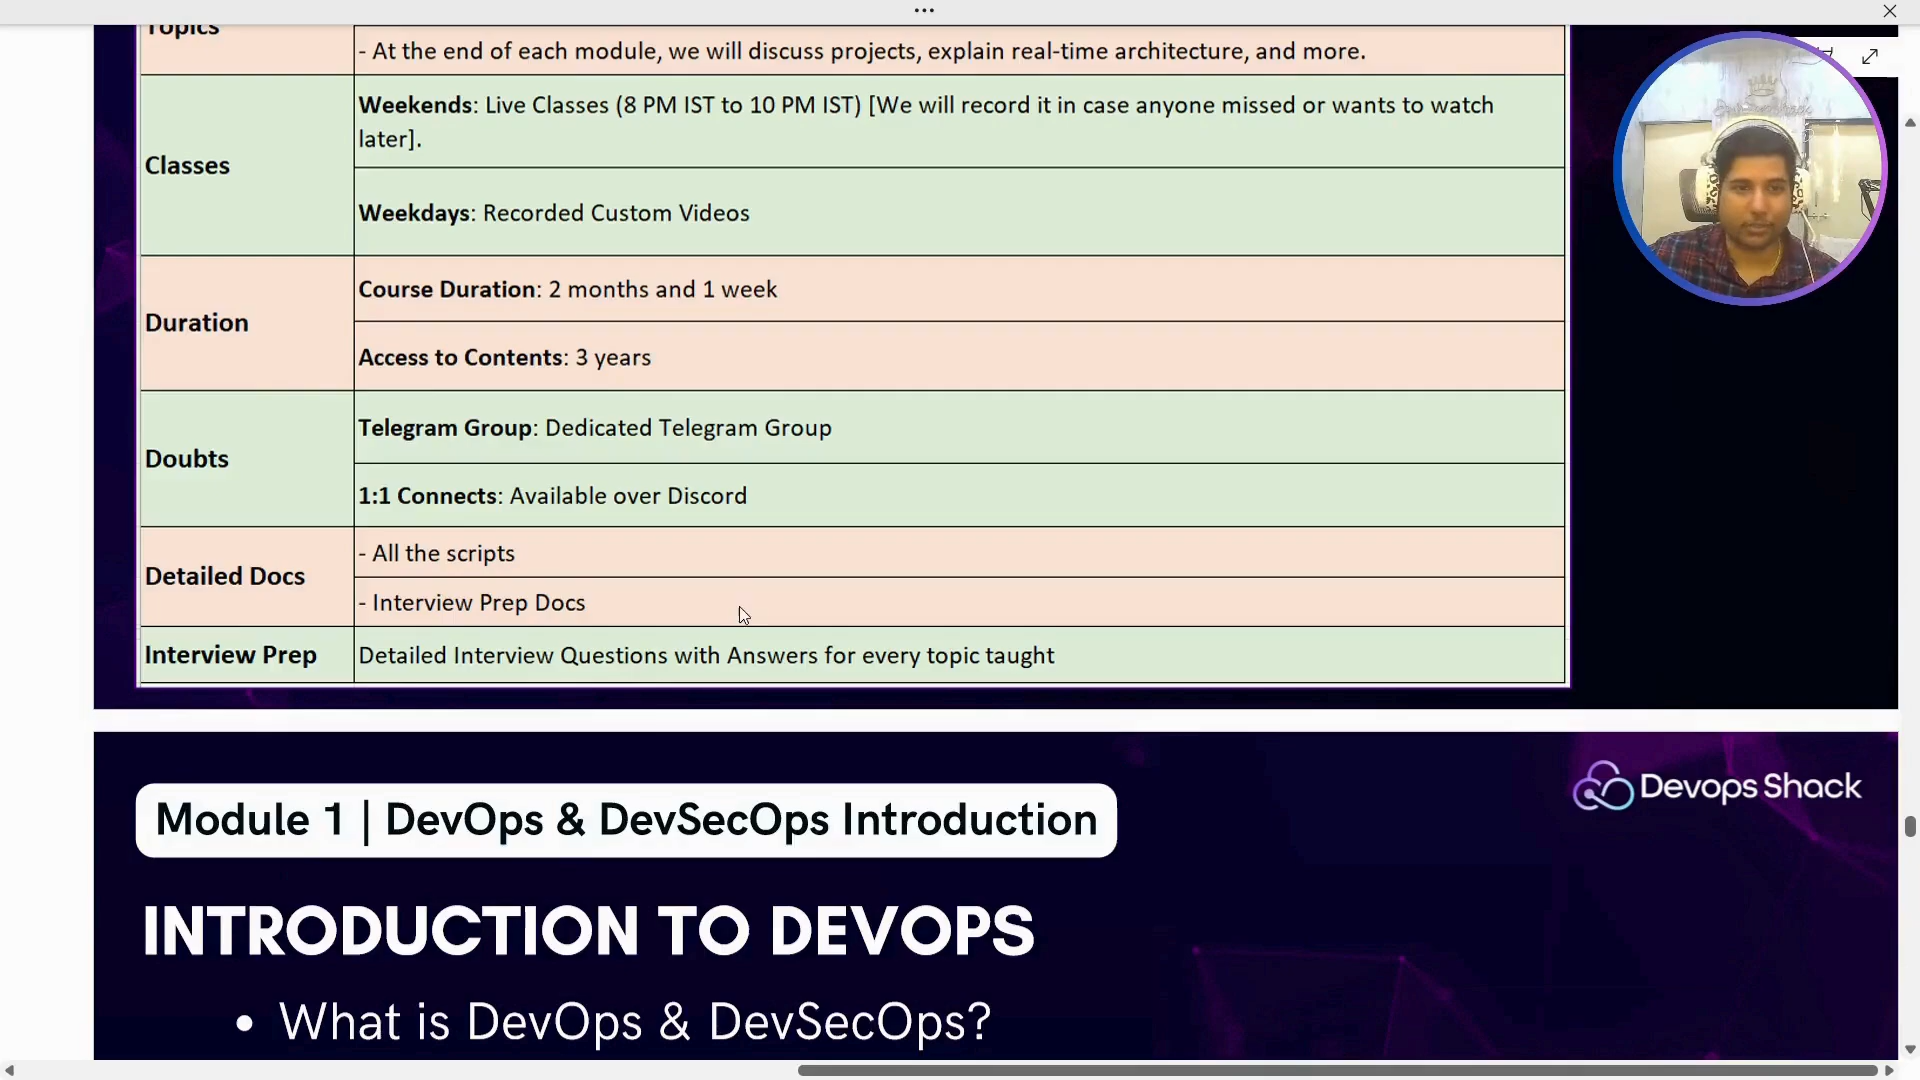 Topics
- At the end of each module, we will discuss projects, explain real-time architecture, and more.
Classes
Weekends: Live Classes (8 PM IST to 10 PM IST) [We will record it in case anyone missed or wants to watch
later].
Weekdays: Recorded Custom Videos
Duration
Course Duration: 2 months and 1 week
Access to Contents: 3 years
Doubts
Telegram Group: Dedicated Telegram Group
1:1 Connects: Available over Discord
Detailed Docs
- All the scripts
- Interview Prep Docs
Interview Prep
Detailed Interview Questions with Answers for every topic taught
Devops Shack
Module 1 | DevOps & DevSecOps Introduction
INTRODUCTION TO DEVOPS
• What is DevOps & DevSecOps?